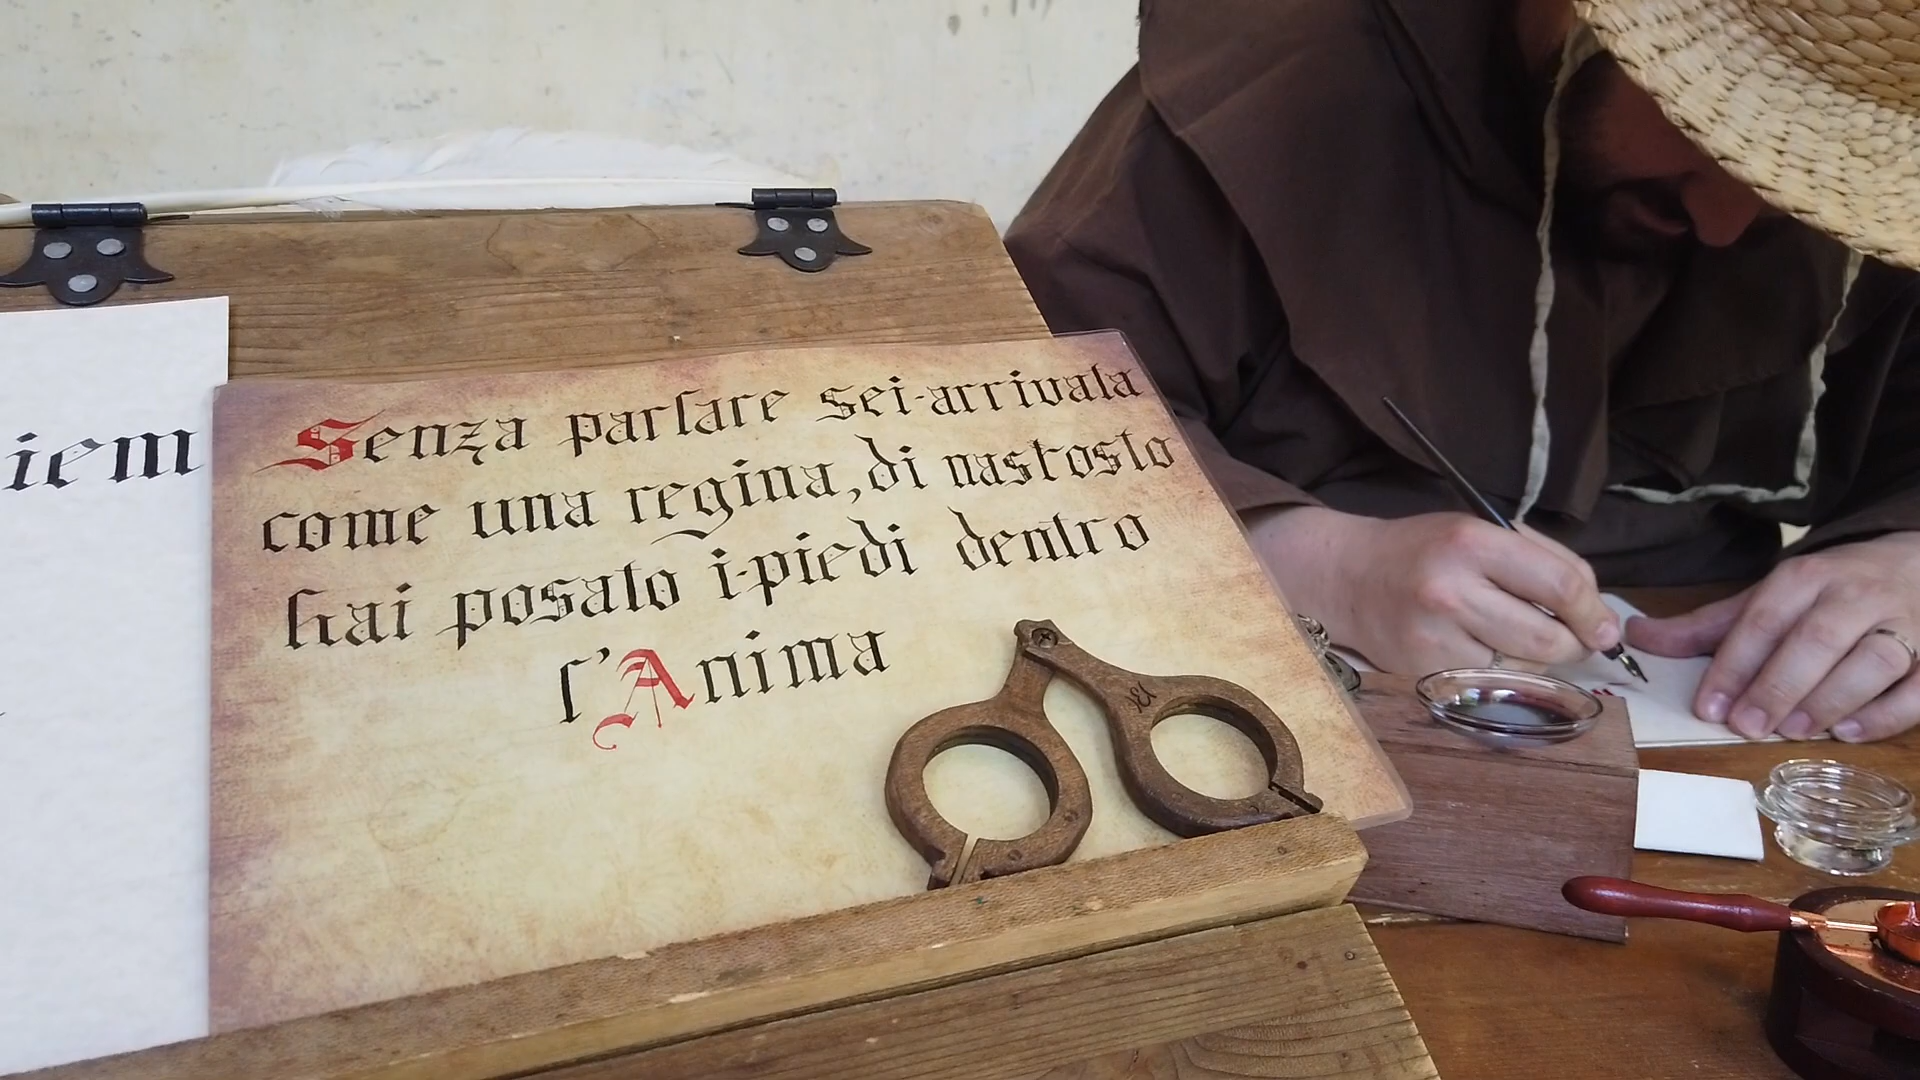 iem
Senza parlare sei arrivata
come una regina, di nascosto
hai posato i piedi dentro
l'Anima